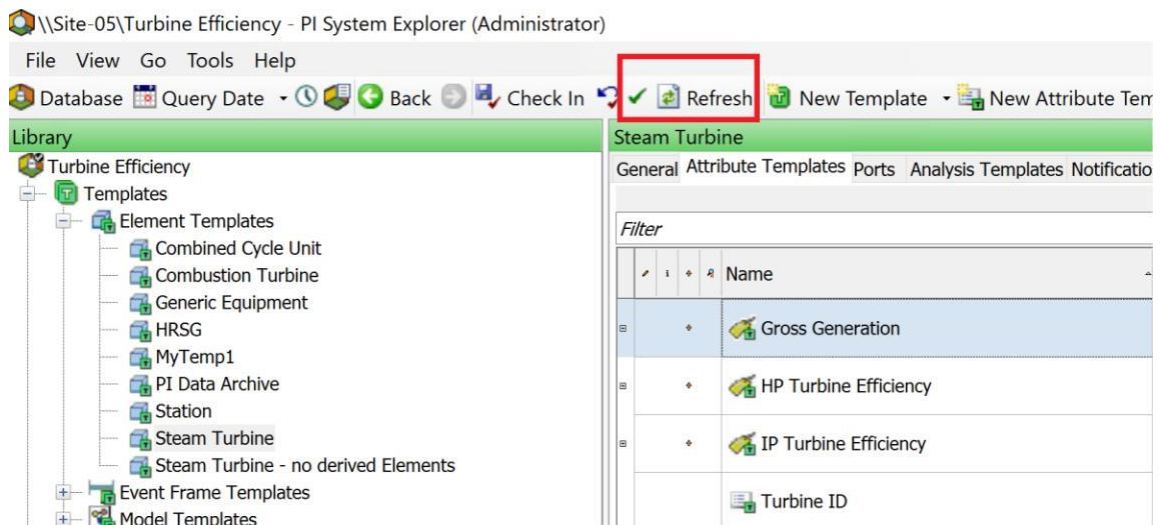 \\Site-05\Turbine Efficiency - PI System Explorer (Administrator)
File View Go Tools Help
Database Query Date Back Check In Refresh New Template New Attribute Tem
Library
Turbine Efficiency
Templates
Element Templates
Combined Cycle Unit
Combustion Turbine
Generic Equipment
HRSG
MyTemp1
PI Data Archive
Station
Steam Turbine
Steam Turbine - no derived Elements
Event Frame Templates
Model Templates
Steam Turbine
General Attribute Templates Ports Analysis Templates Notificatio
Filter
Name
Gross Generation
HP Turbine Efficiency
IP Turbine Efficiency
Turbine ID